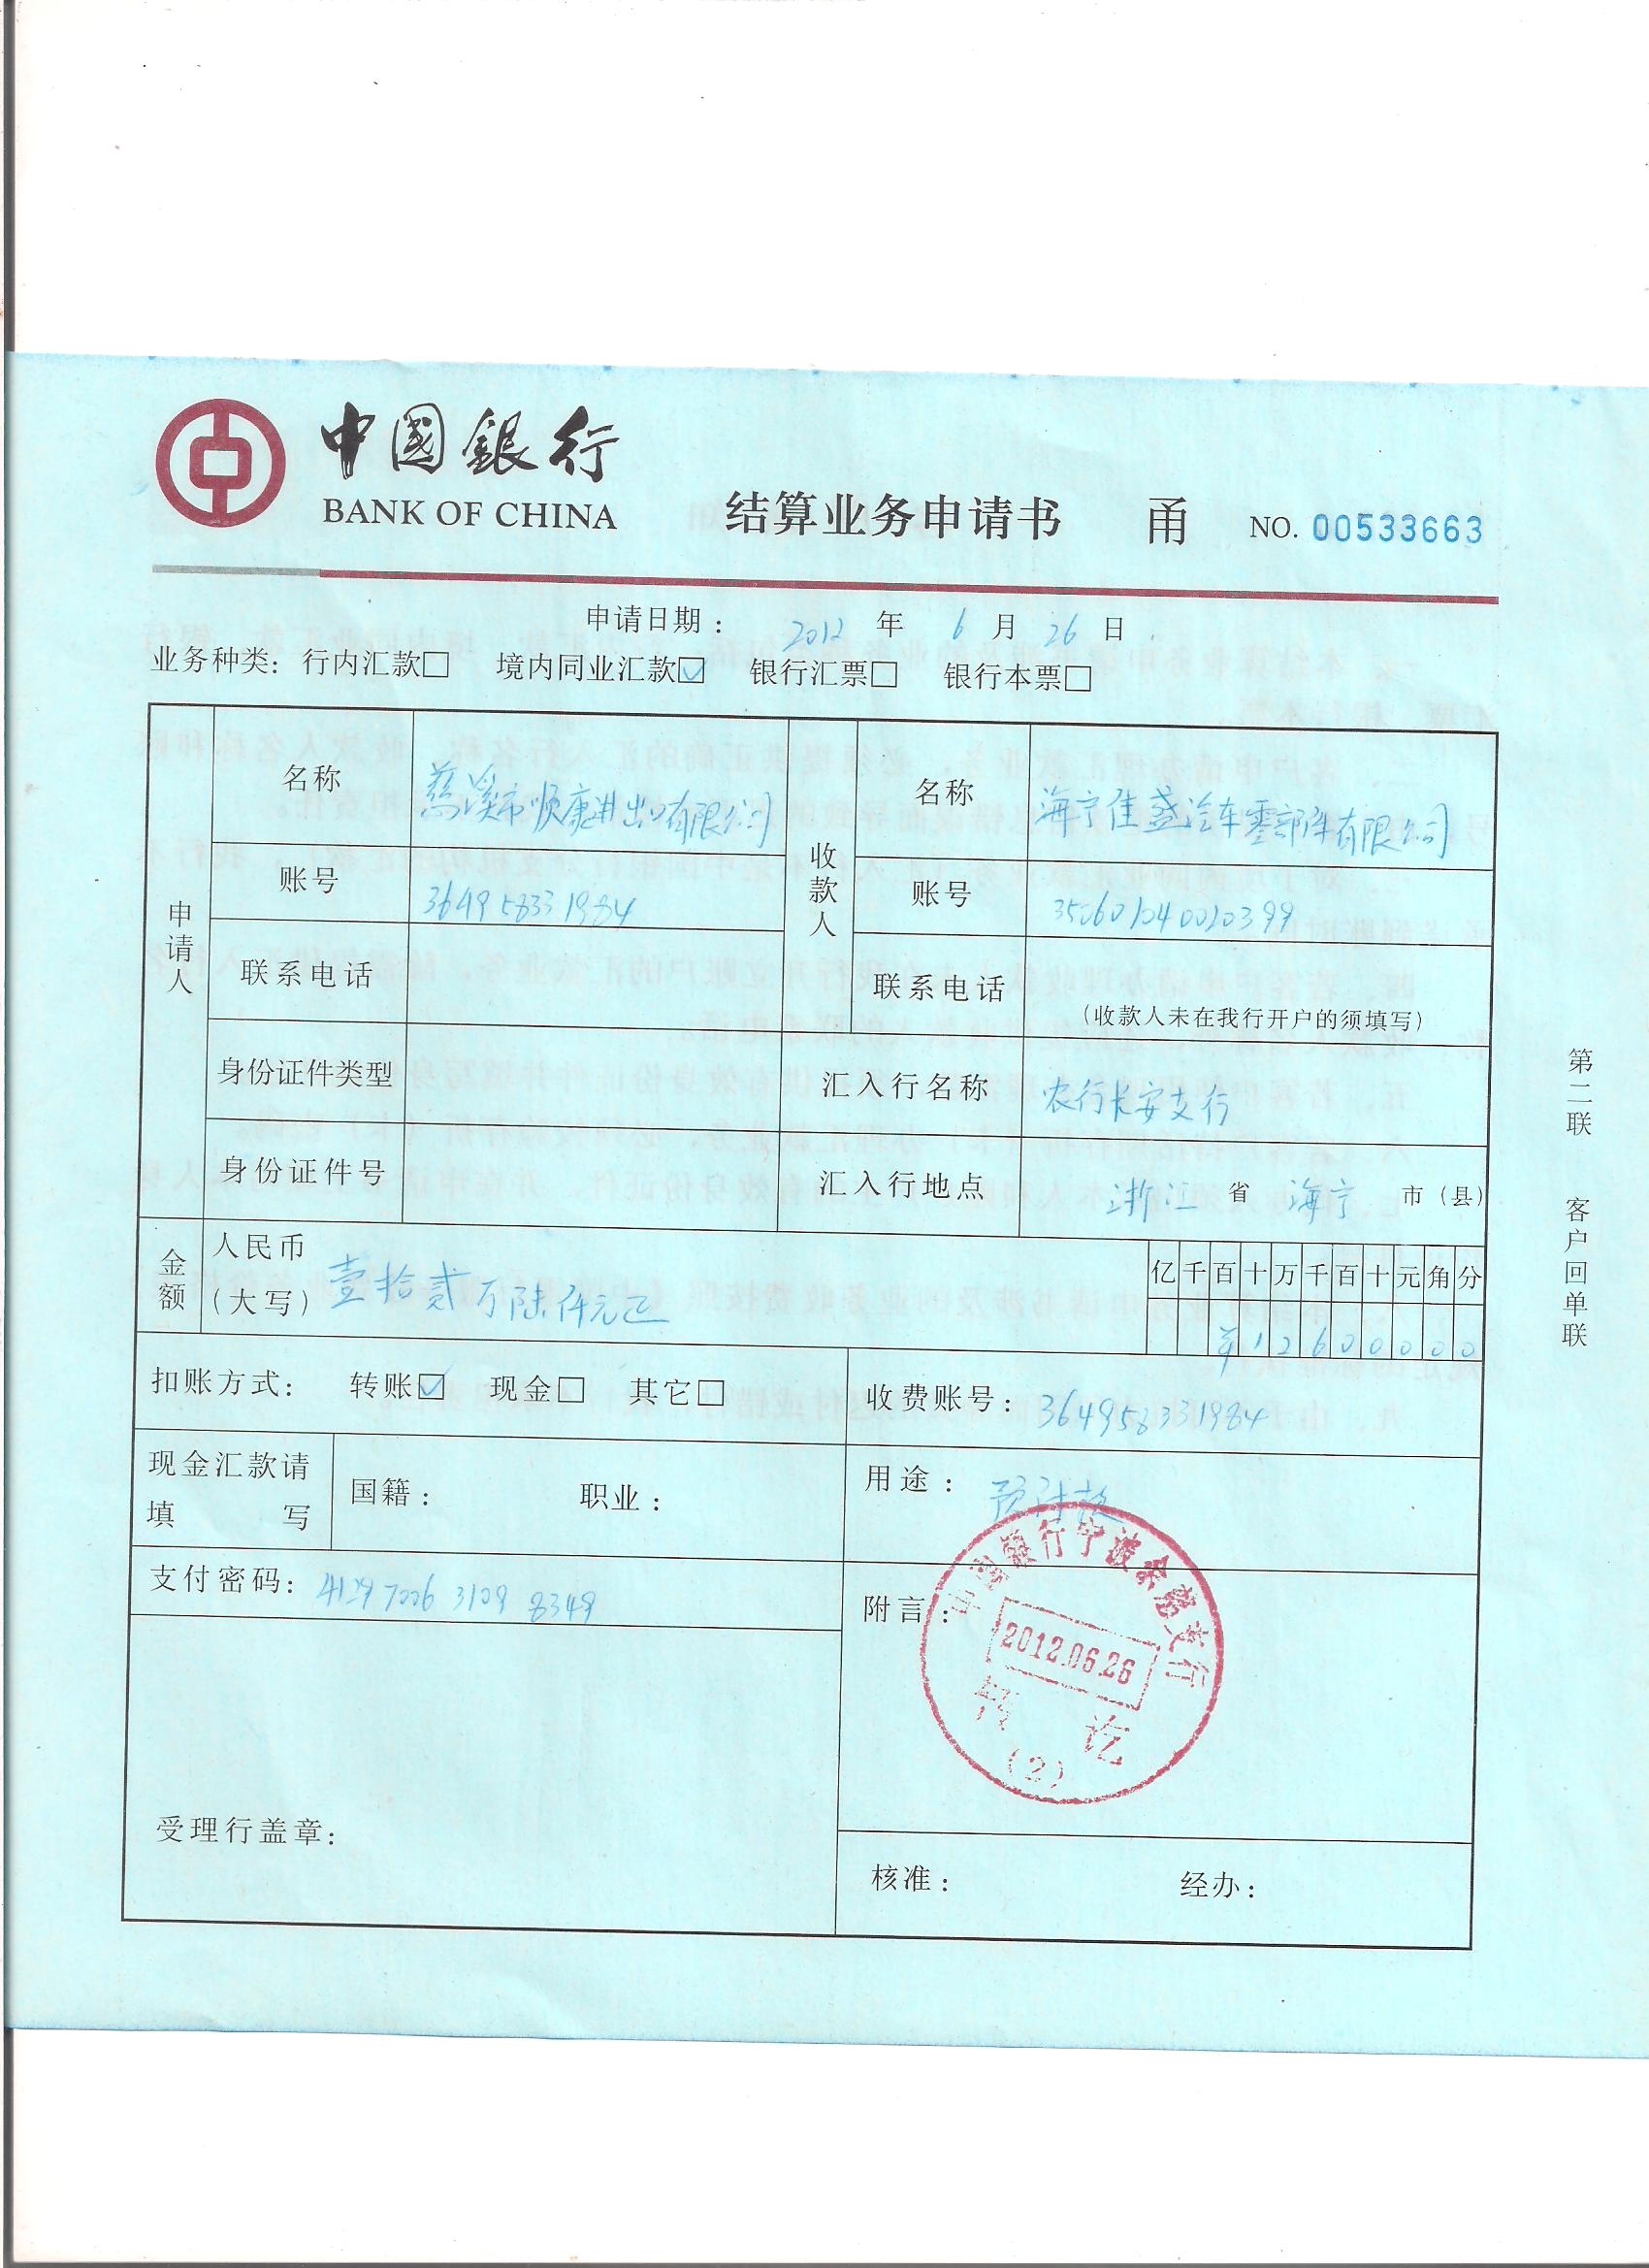 中國銀行
BANK OF CHINA
结算业务申请书 甬 NO. 00533663
申请日期： 2012 年 6 月 26 日
业务种类：行内汇款□ 境内同业汇款☑ 银行汇票□ 银行本票□
申请人
名称 慈溪市顺康进出口有限公司
账号 364958331984
联系电话
身份证件类型
身份证件号
收款人
名称 海宁佳盛汽车零部件有限公司
账号 350601040010399
联系电话 （收款人未在我行开户的须填写）
汇入行名称 农行长安支行
汇入行地点 浙江 省 海宁 市（县）
金额 人民币（大写） 壹拾贰万陆仟元正
亿 千 百 十 万 千 百 十 元 角 分
¥ 1 2 6 0 0 0 0 0
扣账方式： 转账☑ 现金□ 其它□
收费账号： 364958331984
现金汇款请填写 国籍： 职业：
用途： 预付款
支付密码： 4129 7006 3109 8349
附言：
中国银行宁波余慈支行
2012.06.26
转讫
(2)
受理行盖章：
核准： 经办：
第二联 客户回单联